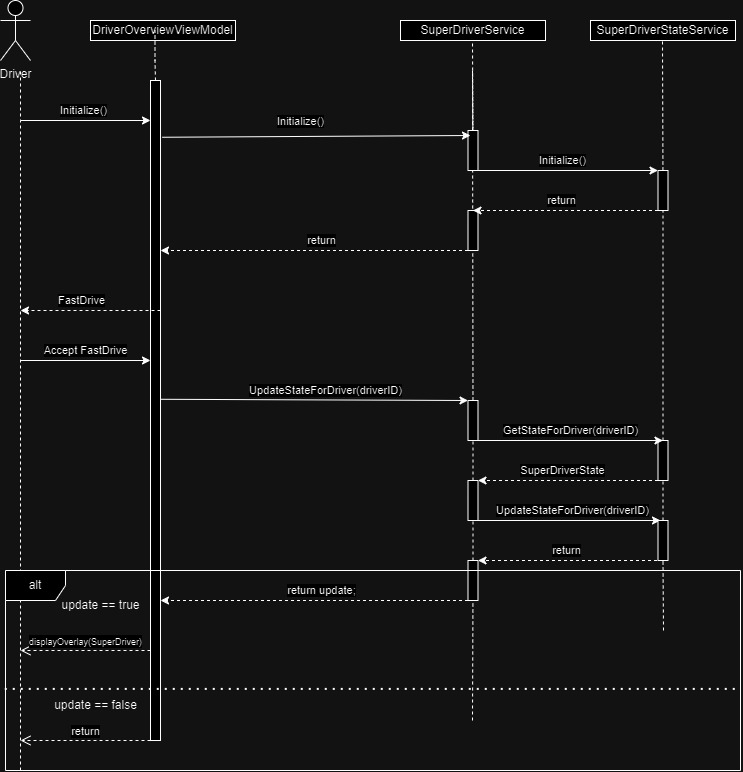 DriverOverviewViewModel
SuperDriverService
SuperDriverStateService
Driver
Initialize()
Initialize()
Initialize()
return
return
FastDrive
Accept FastDrive
UpdateStateForDriver(driverID)
GetStateForDriver(driverID)
SuperDriverState
UpdateStateForDriver(driverID)
return
alt
return update;
update == true
displayOverlay(SuperDriver)
update == false
return